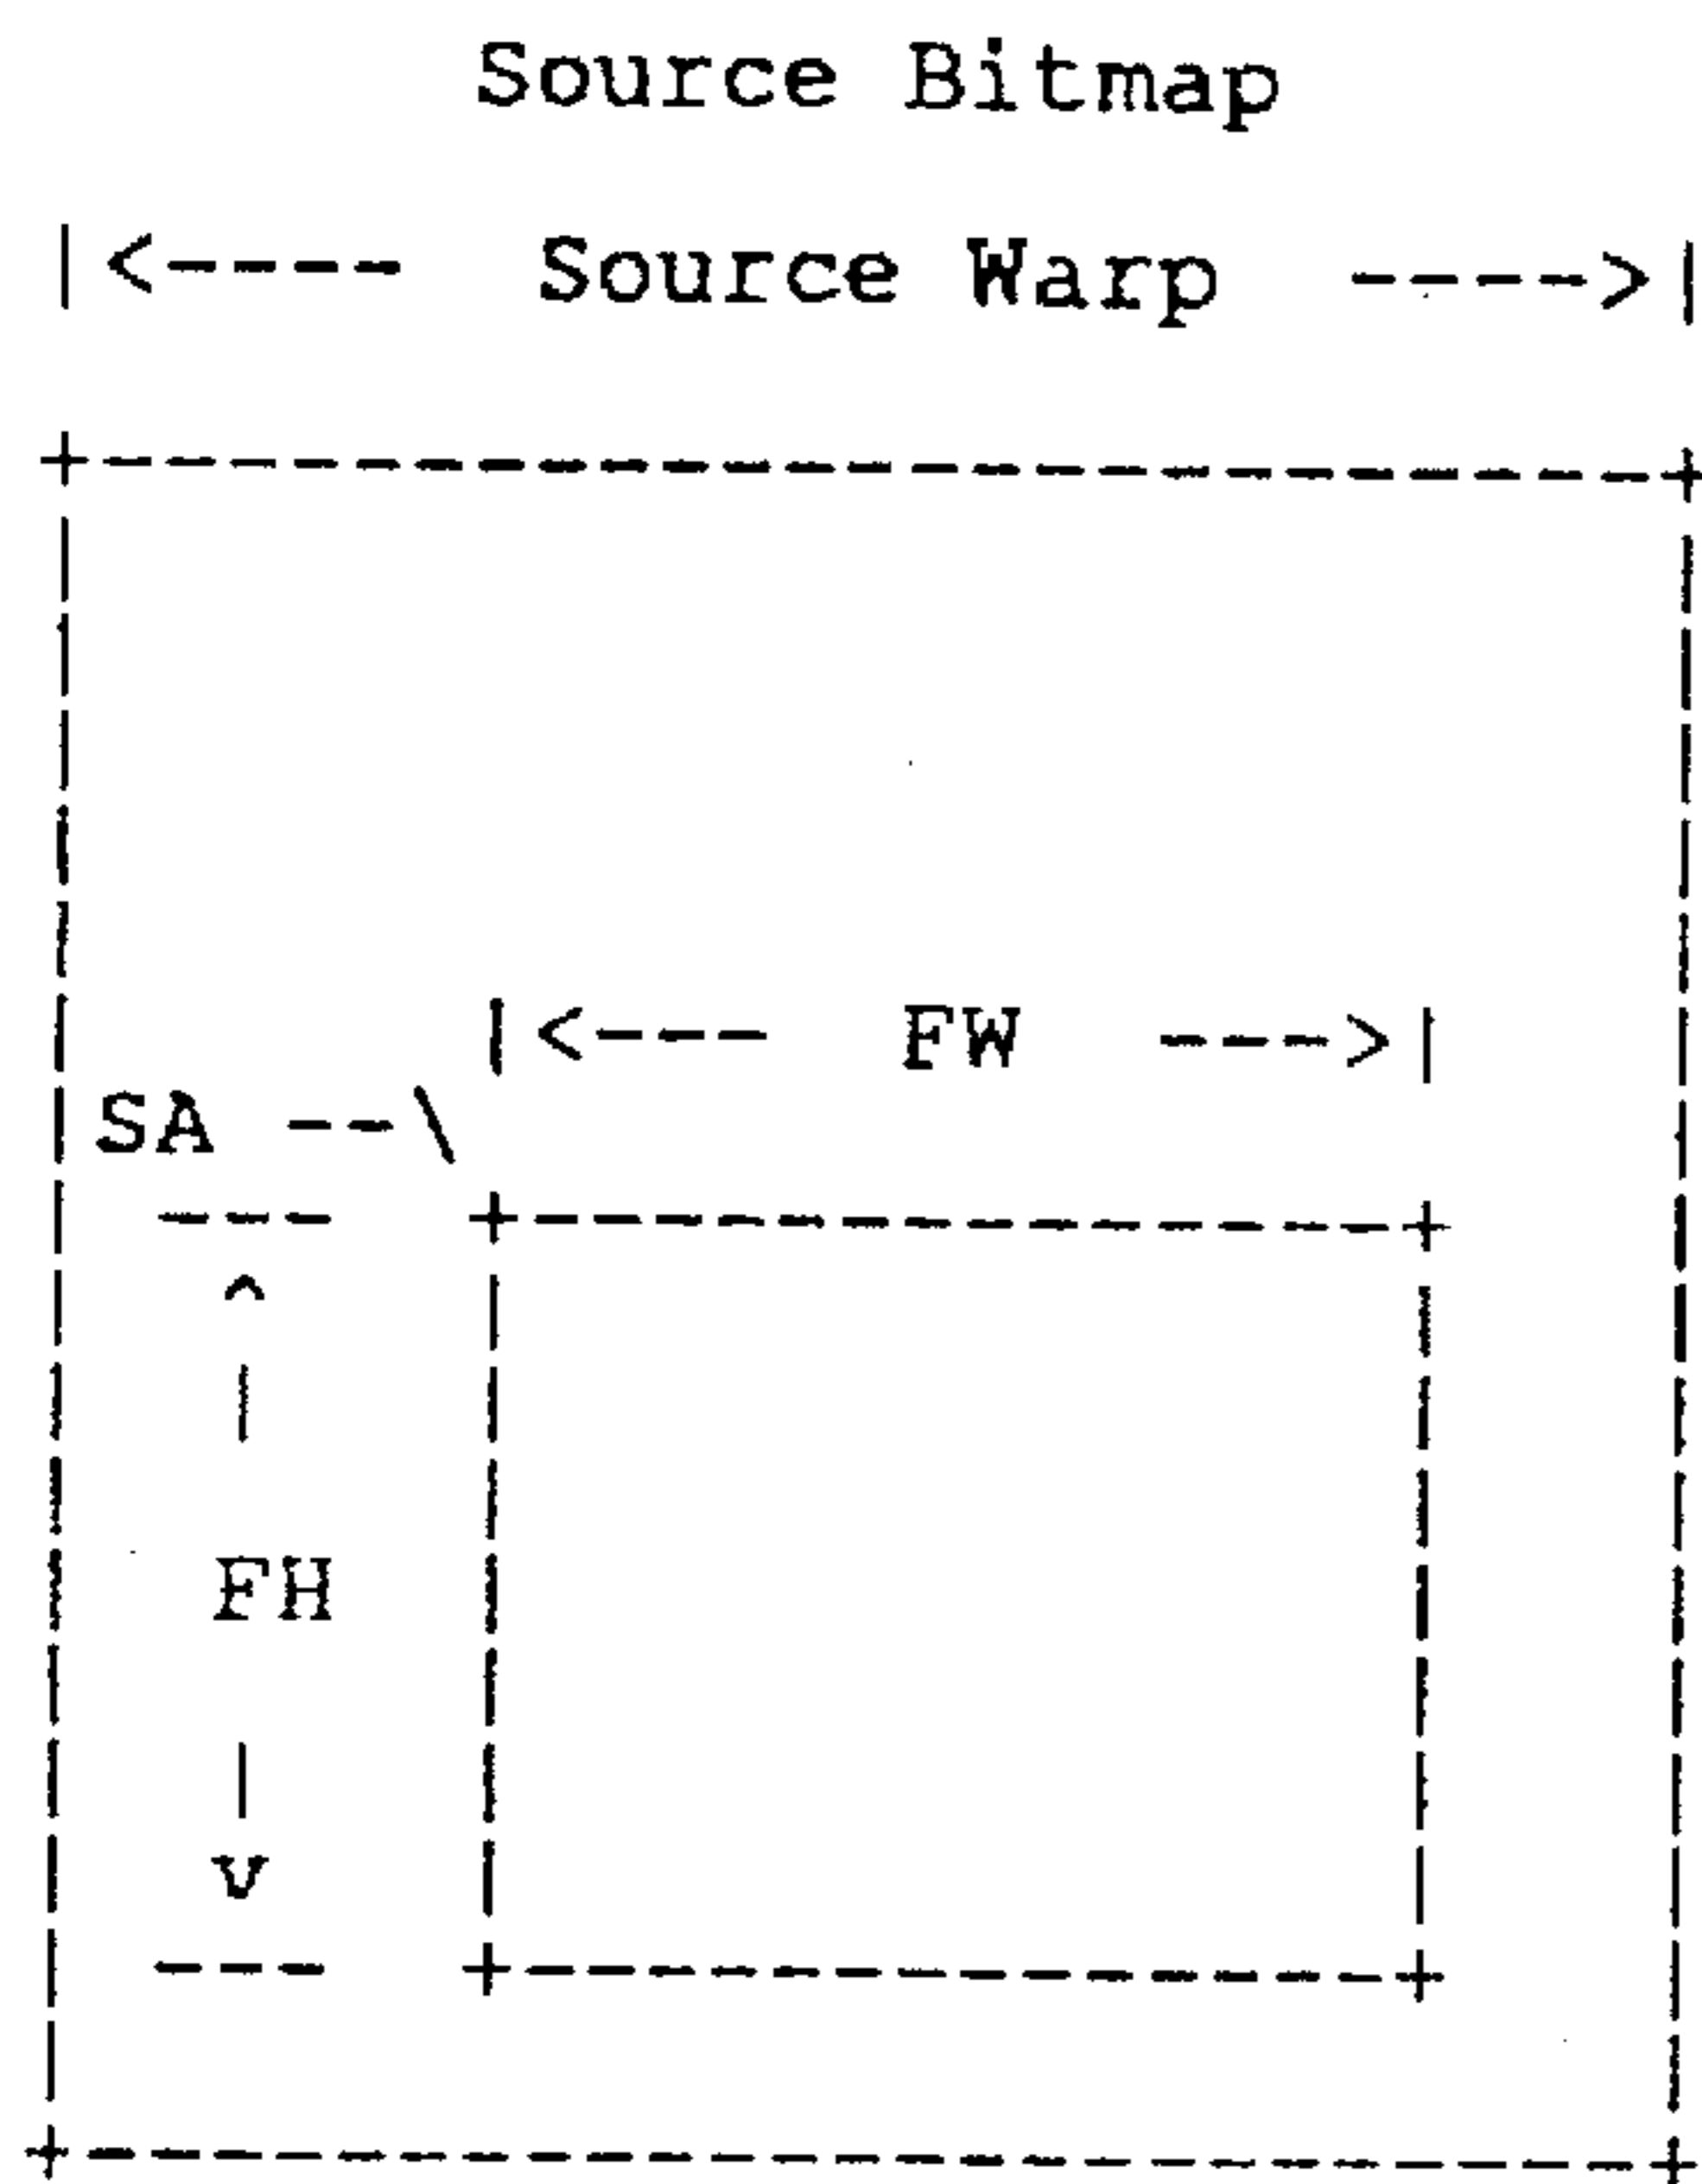 Source Bitmap
|<---- Source Warp ---->|
|<--- FW --->|
SA --\
FH
v